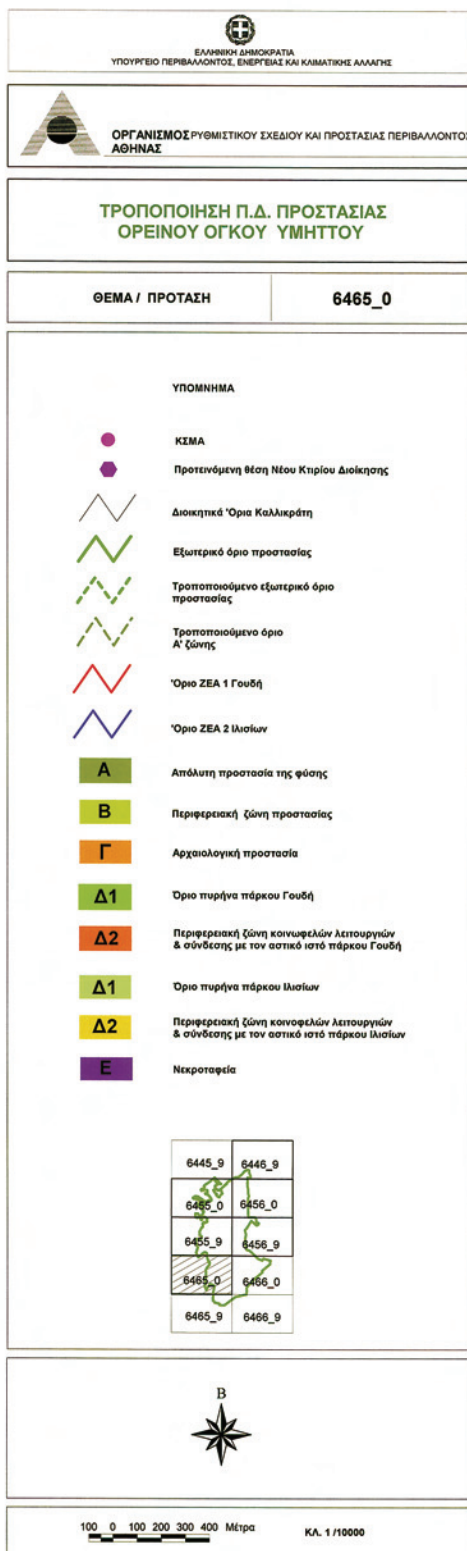 ΕΛΛΗΝΙΚΗ ΔΗΜΟΚΡΑΤΙΑ
ΥΠΟΥΡΓΕΙΟ ΠΕΡΙΒΑΛΛΟΝΤΟΣ, ΕΝΕΡΓΕΙΑΣ ΚΑΙ ΚΛΙΜΑΤΙΚΗΣ ΑΛΛΑΓΗΣ
ΟΡΓΑΝΙΣΜΟΣ ΡΥΘΜΙΣΤΙΚΟΥ ΣΧΕΔΙΟΥ ΚΑΙ ΠΡΟΣΤΑΣΙΑΣ ΠΕΡΙΒΑΛΛΟΝΤΟΣ
ΑΘΗΝΑΣ
ΤΡΟΠΟΠΟΙΗΣΗ Π.Δ. ΠΡΟΣΤΑΣΙΑΣ
ΟΡΕΙΝΟΥ ΟΓΚΟΥ ΥΜΗΤΤΟΥ
ΘΕΜΑ / ΠΡΟΤΑΣΗ 6465_0
ΥΠΟΜΝΗΜΑ
ΚΣΜΑ
Προτεινόμενη θέση Νέου Κτιρίου Διοίκησης
Διοικητικά Όρια Καλλικράτη
Εξωτερικό όριο προστασίας
Τροποποιούμενο εξωτερικό όριο
προστασίας
Τροποποιούμενο όριο
Α' ζώνης
Όριο ΖΕΑ 1 Γουδή
Όριο ΖΕΑ 2 Ιλισίων
Α Απόλυτη προστασία της φύσης
Β Περιφερειακή ζώνη προστασίας
Γ Αρχαιολογική προστασία
Δ1 Όριο πυρήνα πάρκου Γουδή
Δ2 Περιφερειακή ζώνη κοινωφελών λειτουργιών
& σύνδεσης με τον αστικό ιστό πάρκου Γουδή
Δ1 Όριο πυρήνα πάρκου Ιλισίων
Δ2 Περιφερειακή ζώνη κοινοφελών λειτουργιών
& σύνδεσης με τον αστικό ιστό πάρκου Ιλισίων
Ε Νεκροταφεία
6445_9 6446_9
6455_0 6456_0
6455_9 6456_9
6465_0 6466_0
6465_9 6466_9
Β
100 0 100 200 300 400 Μέτρα ΚΛ. 1 /10000